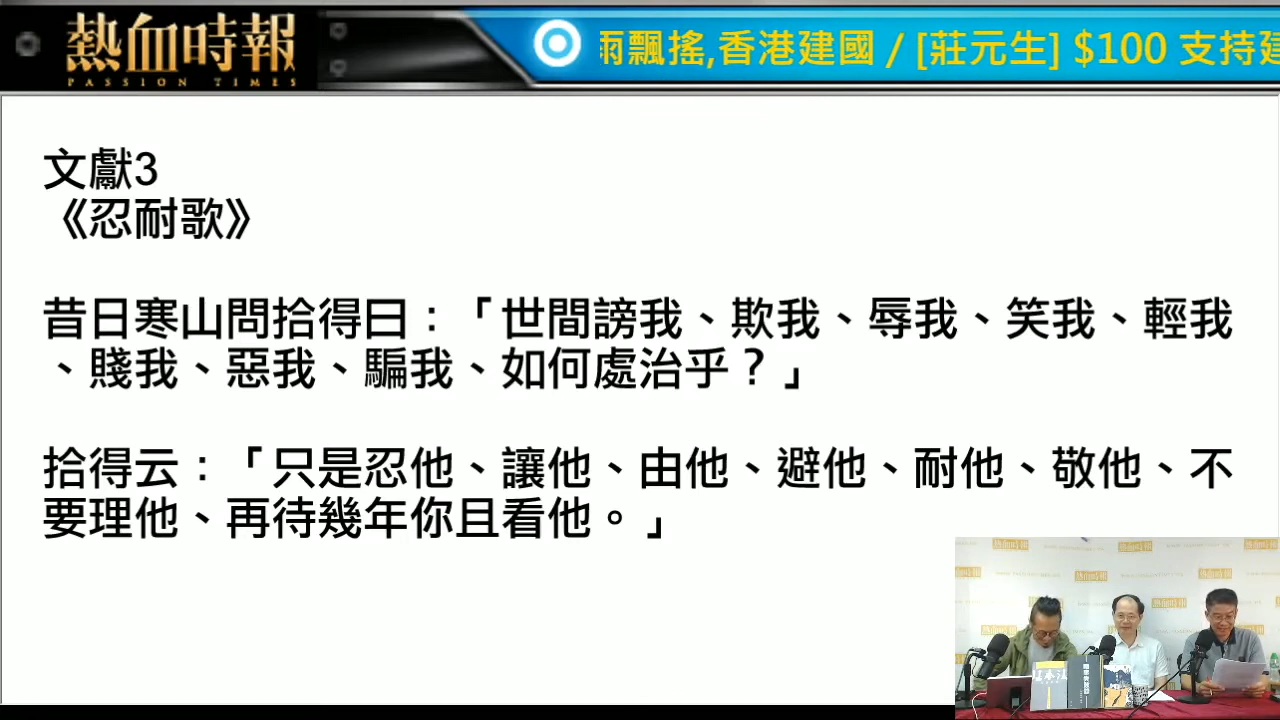 熱血時報
PASSION TIMES
雨飄搖,香港建國 / [莊元生] $100 支持建
文獻3
《忍耐歌》
昔日寒山問拾得曰：「世間謗我、欺我、辱我、笑我、輕我
、賤我、惡我、騙我、如何處治乎？」
拾得云：「只是忍他、讓他、由他、避他、耐他、敬他、不
要理他、再待幾年你且看他。」